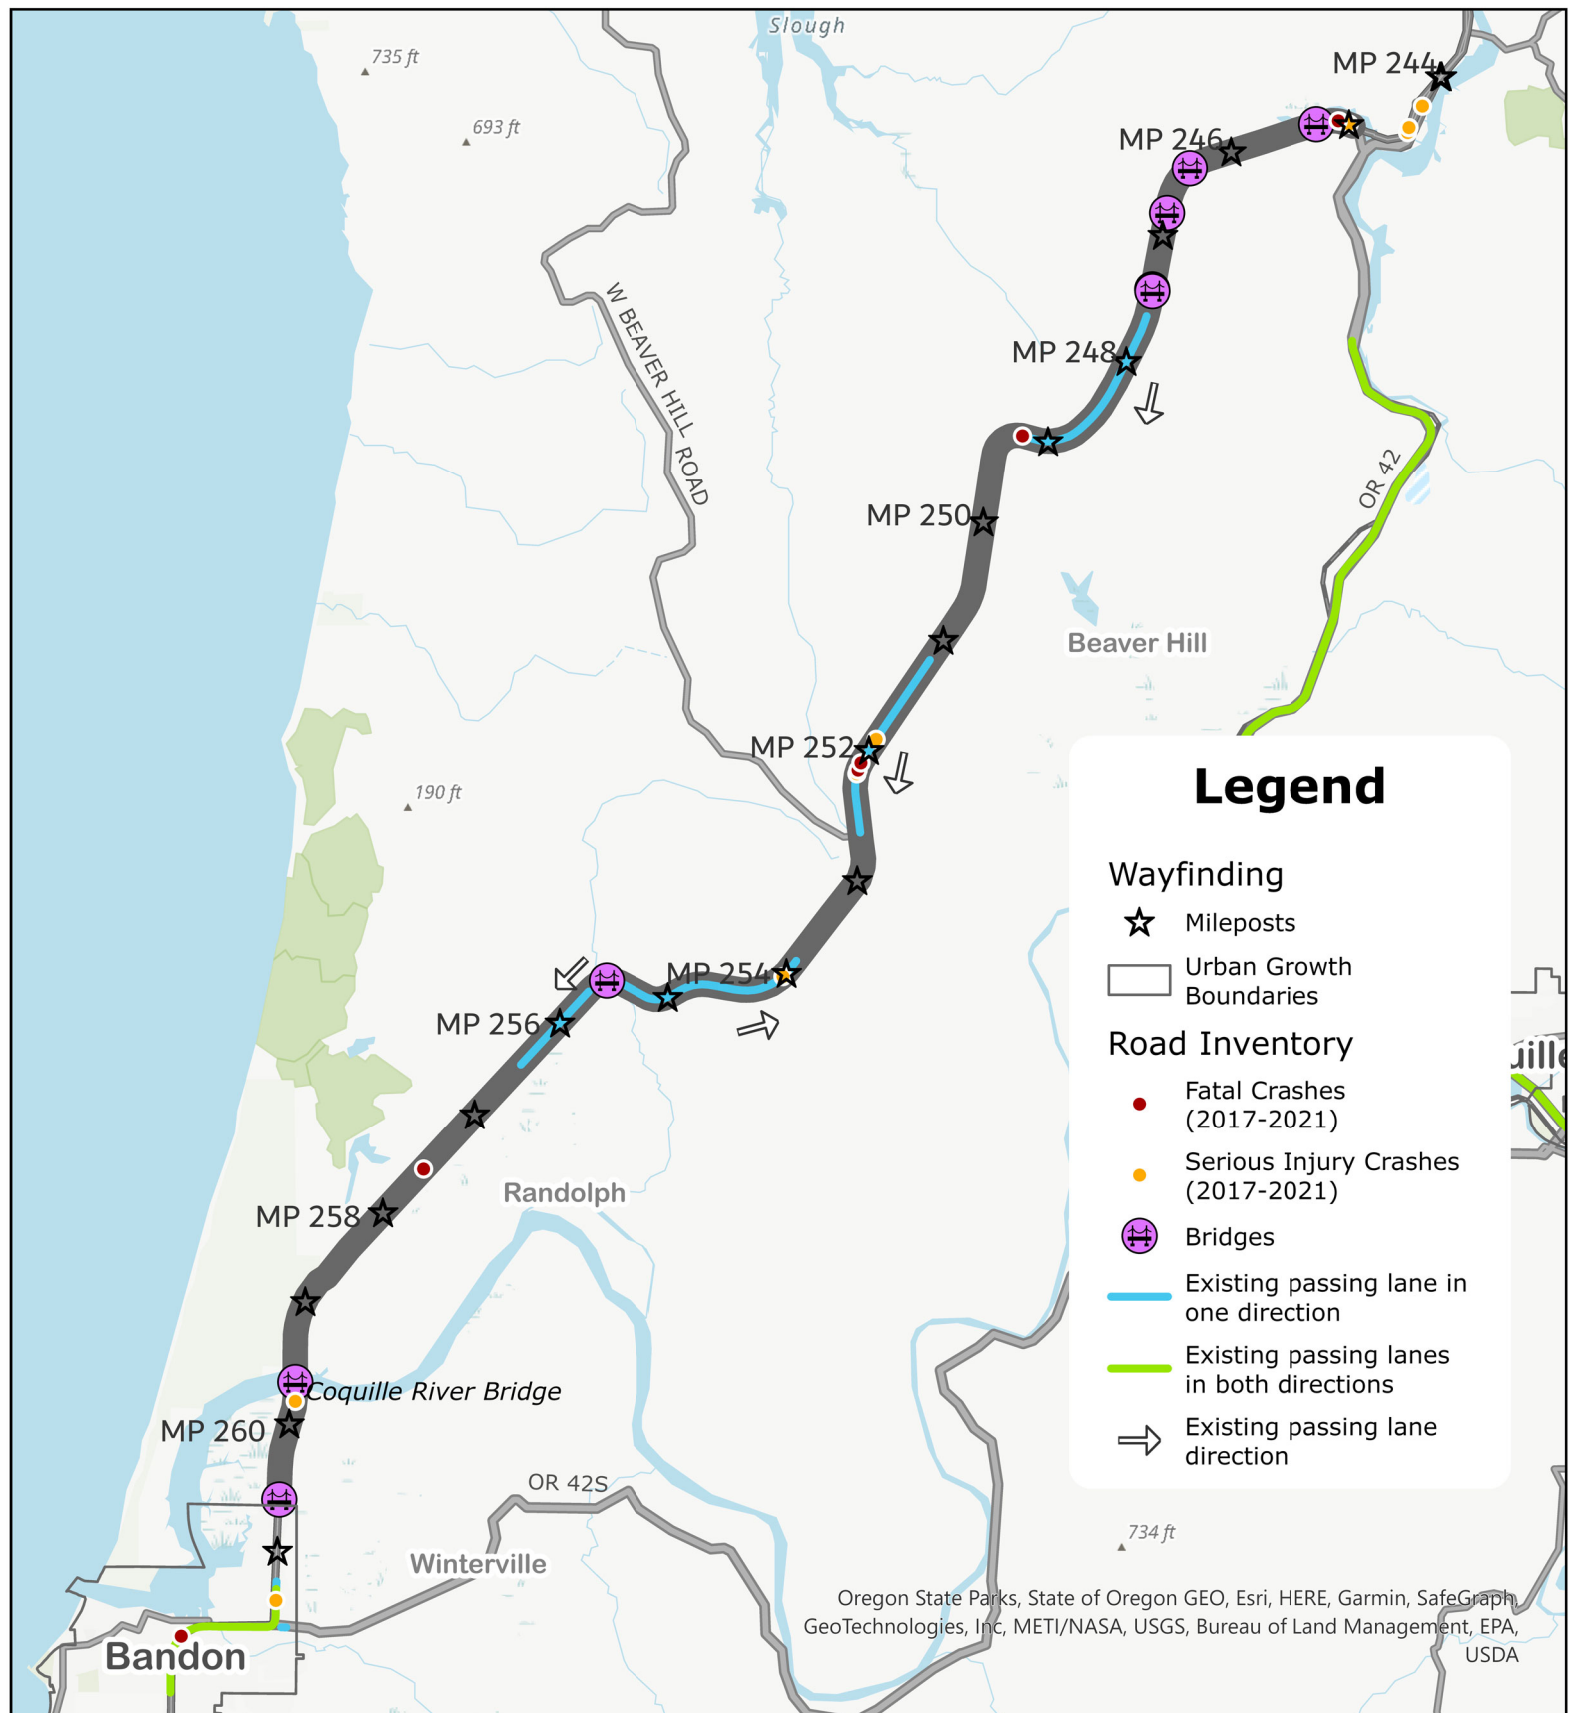 Slough
735 ft
MP 244
693 ft
MP 246
W BEAVER HILL ROAD
MP 248
OR 42
MP 250
Beaver Hill
MP 252
190 ft
Legend
Wayfinding
Mileposts
Urban Growth
Boundaries
Road Inventory
Fatal Crashes
(2017-2021)
Serious Injury Crashes
(2017-2021)
Bridges
Existing passing lane in
one direction
Existing passing lanes
in both directions
Existing passing lane
direction
MP 254
MP 256
uille
Randolph
MP 258
Coquille River Bridge
MP 260
OR 42S
734 ft
Winterville
Oregon State Parks, State of Oregon GEO, Esri, HERE, Garmin, SafeGraph,
GeoTechnologies, Inc, METI/NASA, USGS, Bureau of Land Management, EPA,
USDA
Bandon